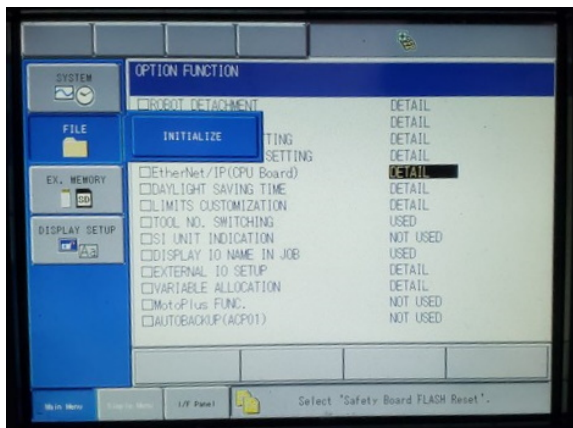 OPTION FUNCTION
SYSTEM
□ROBOT DETACHMENT DETAIL
DETAIL
FILE
INITIALIZE
TING DETAIL
SETTING DETAIL
□EtherNet/IP(CPU Board) DETAIL
EX. MEMORY
SD
□DAYLIGHT SAVING TIME DETAIL
□LIMITS CUSTOMIZATION DETAIL
□TOOL NO. SWITCHING USED
DISPLAY SETUP
Aa
□SI UNIT INDICATION NOT USED
□DISPLAY IO NAME IN JOB USED
□EXTERNAL IO SETUP DETAIL
□VARIABLE ALLOCATION DETAIL
□MotoPlus FUNC. NOT USED
□AUTOBACKUP(ACP01) NOT USED
Main Menu
I/F Panel
Select "Safety Board FLASH Reset".